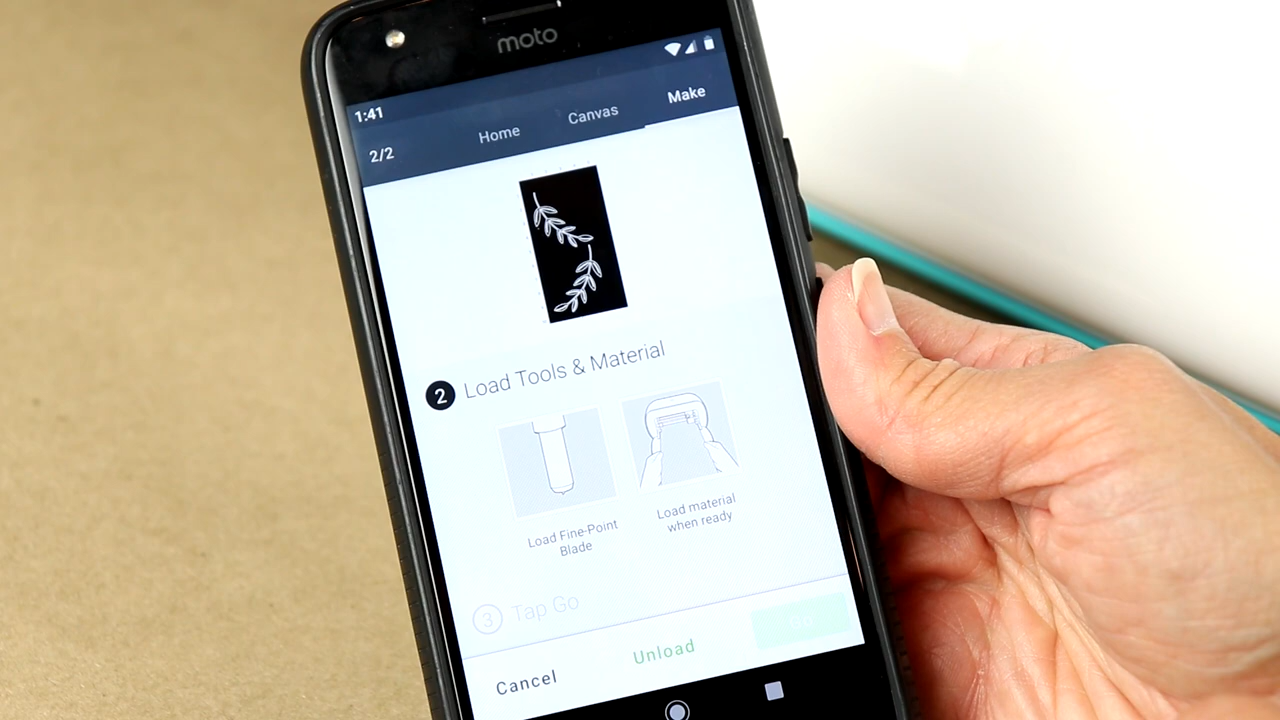 moto
1:41
2/2
Home
Canvas
Make
2 Load Tools & Material
Load Fine-Point
Blade
Load material
when ready
3 Tap Go
Cancel
Unload
Go